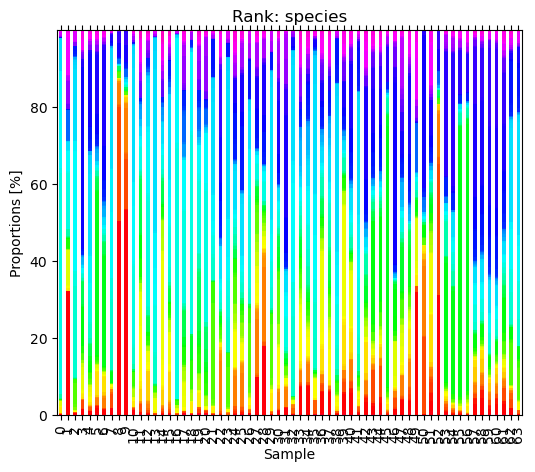 Rank: species
Proportions [%]
80
60
40
20
0
0 1 2 3 4 5 6 7 8 9 10 11 12 13 14 15 16 17 18 19 20 21 22 23 24 25 26 27 28 29 30 31 32 33 34 35 36 37 38 39 40 41 42 43 44 45 46 47 48 49 50 51 52 53 54 55 56 57 58 59 60 61 62 63
Sample